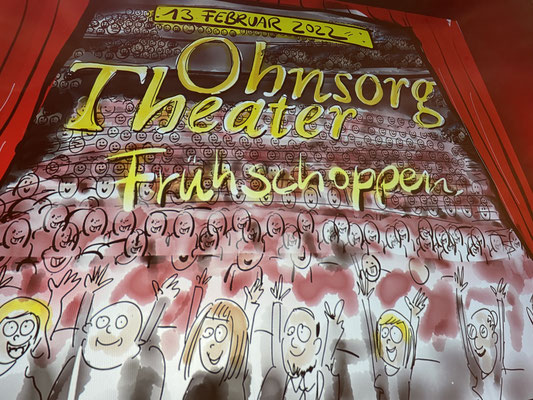 13 FEBRUAR 2022
Ohnsorg
Theater
Frühschoppen